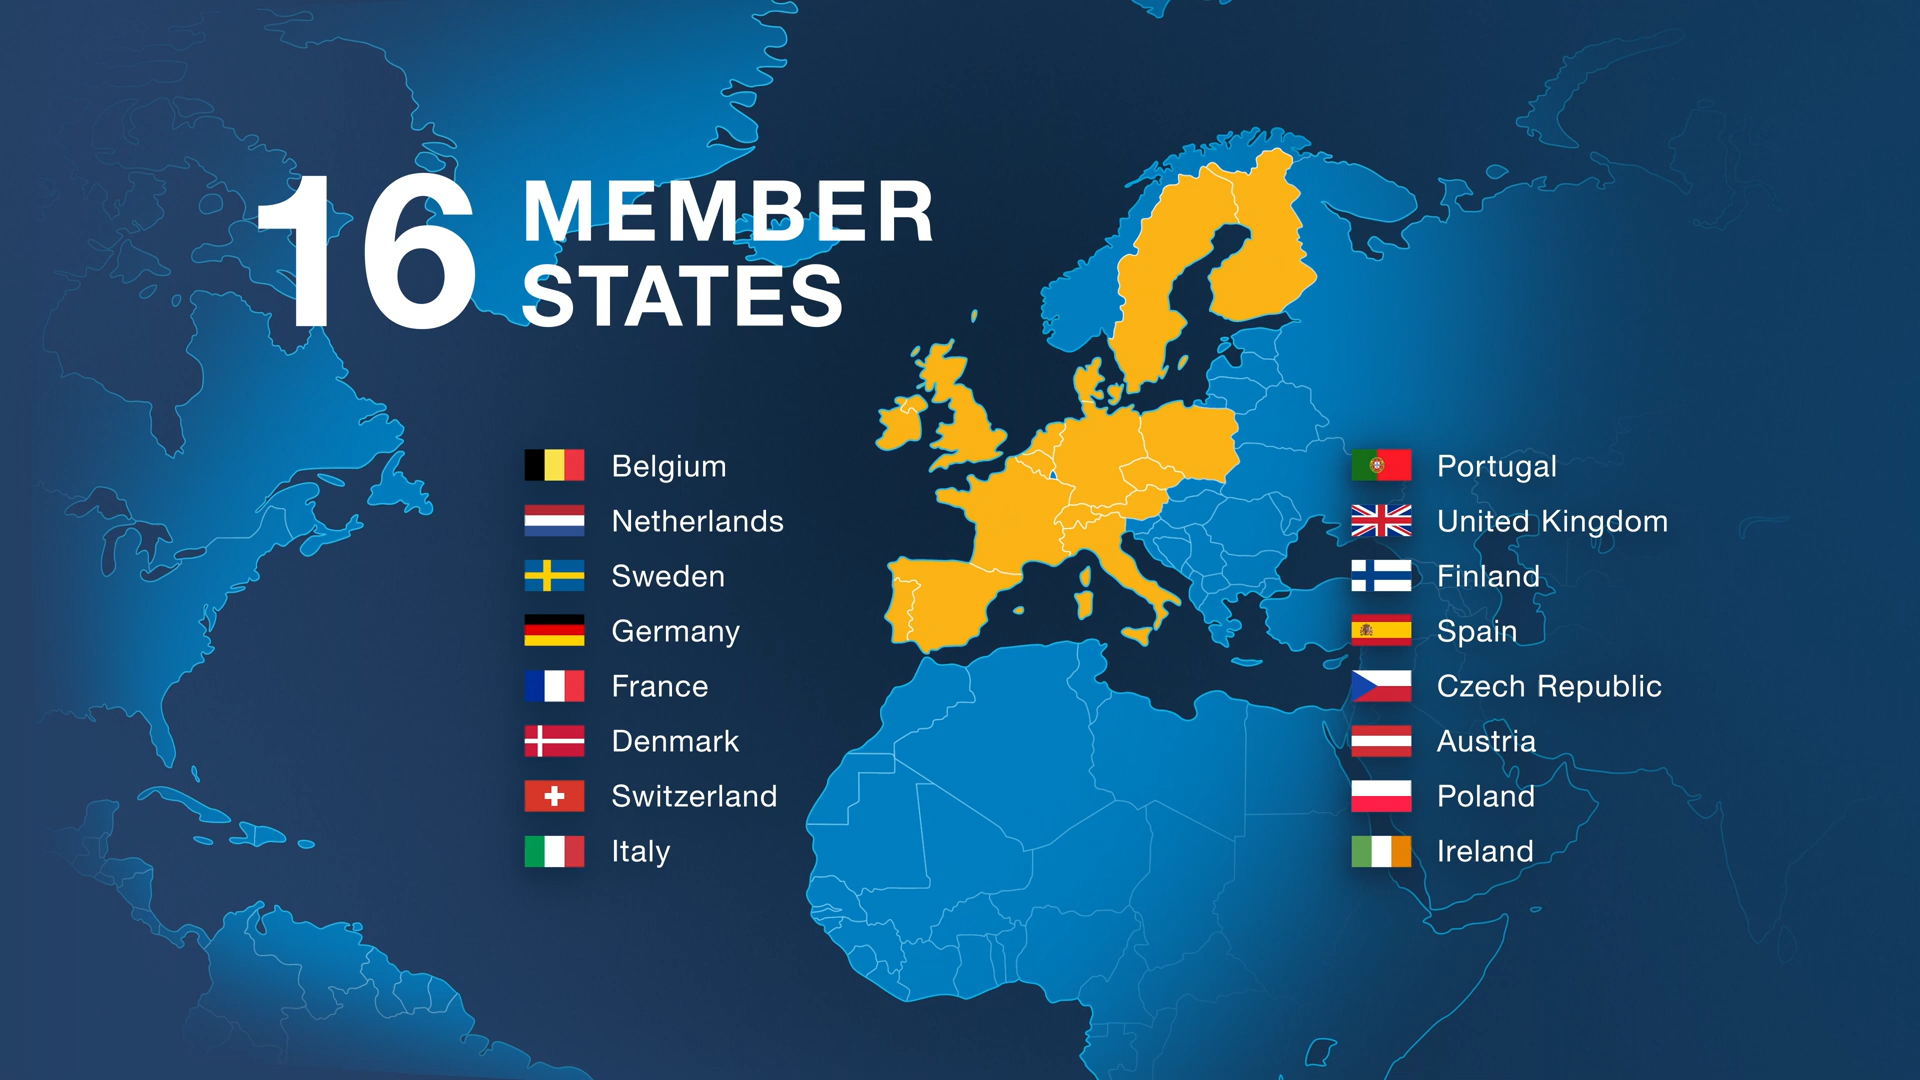 16 MEMBER
STATES
Belgium
Netherlands
Sweden
Germany
France
Denmark
Switzerland
Italy
Portugal
United Kingdom
Finland
Spain
Czech Republic
Austria
Poland
Ireland